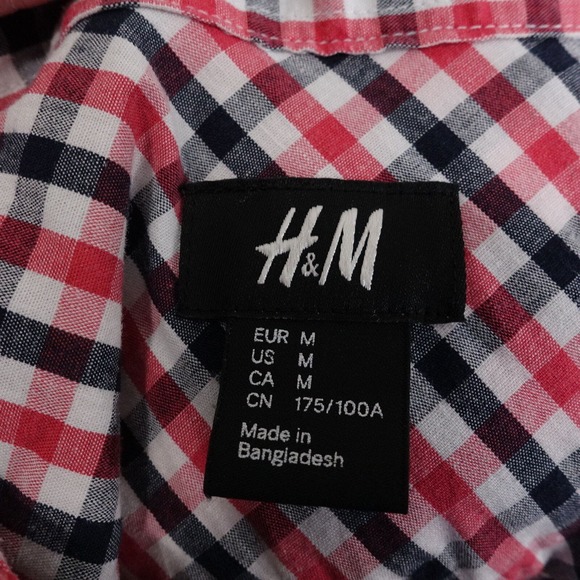 H&M
EUR M
US M
CA M
CN 175/100A
Made in
Bangladesh